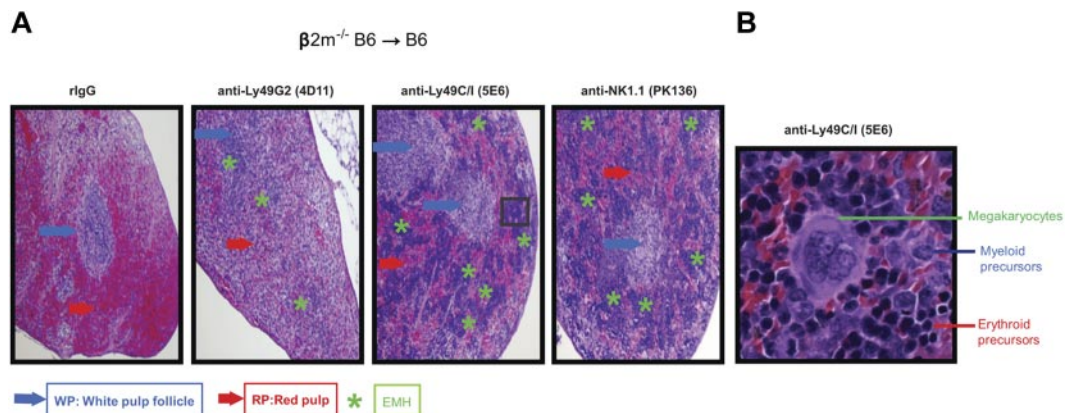 A
B
β2m-/- B6 → B6
rIgG
anti-Ly49G2 (4D11)
anti-Ly49C/I (5E6)
anti-NK1.1 (PK136)
anti-Ly49C/I (5E6)
Megakaryocytes
Myeloid
precursors
Erythroid
precursors
WP: White pulp follicle
RP:Red pulp
* EMH